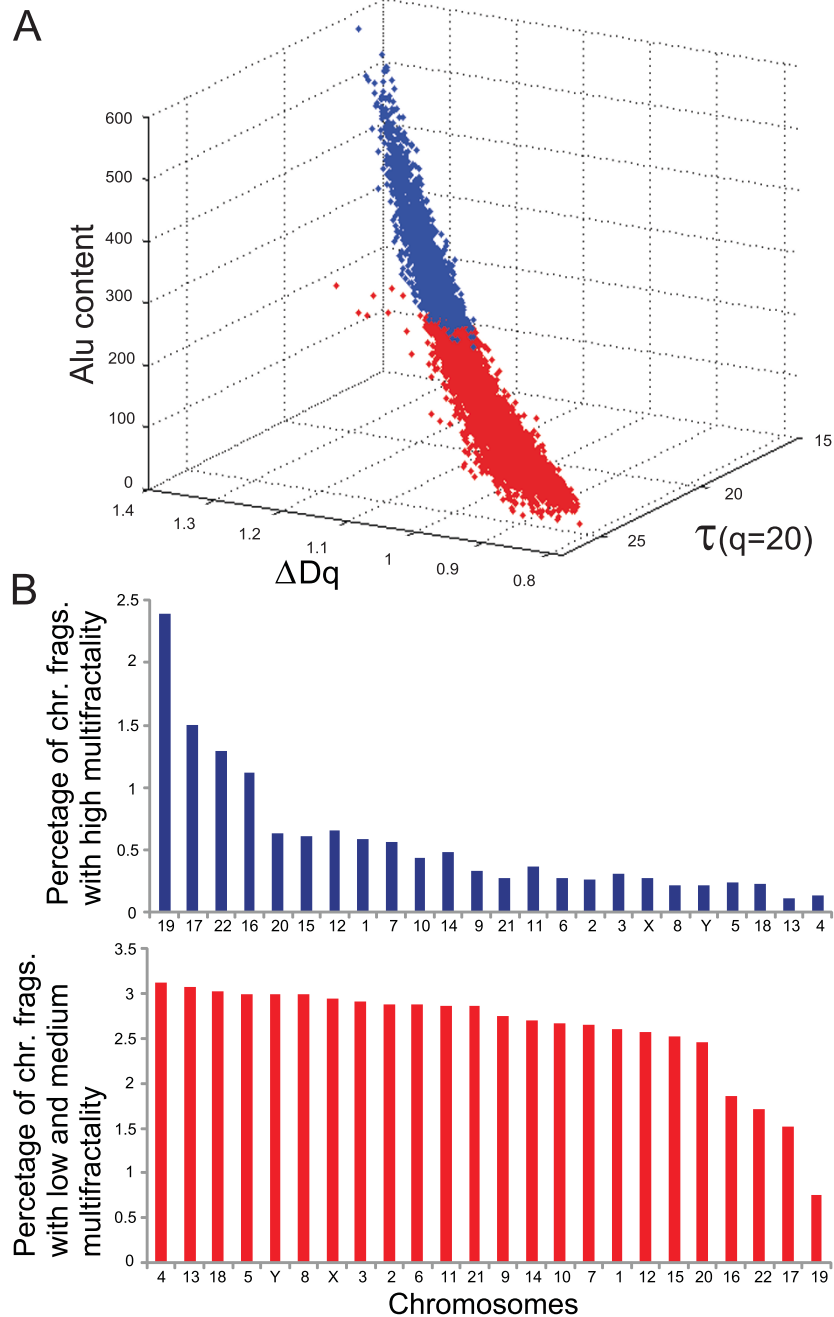 A
600
500
400
300
200
100
0
Alu content
1.4
1.3
1.2
1.1
1
0.9
0.8
ΔDq
15
20
25
τ(q=20)
B
Percetage of chr. frags.
with high multifractality
2.5
2
1.5
1
0.5
0
19 17 22 16 20 15 12 1 7 10 14 9 21 11 6 2 3 X 8 Y 5 18 13 4
Percetage of chr. frags.
with low and medium
multifractality
3.5
3
2.5
2
1.5
1
0.5
0
4 13 18 5 Y 8 X 3 2 6 11 21 9 14 10 7 1 12 15 20 16 22 17 19
Chromosomes